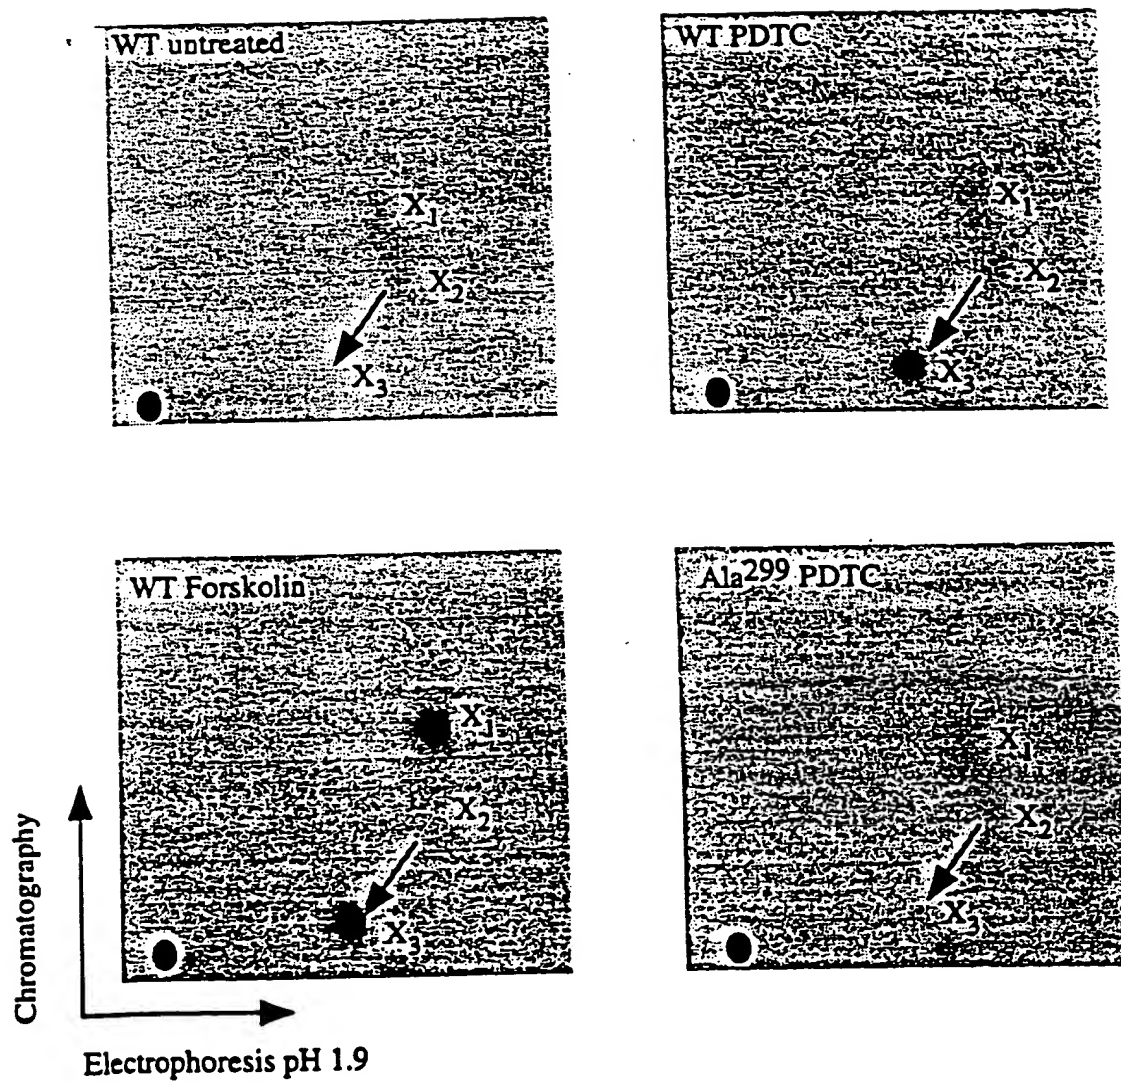 WT untreated
X1
X2
X3
WT PDTC
X1
X2
X3
WT Forskolin
X1
X2
X3
Ala299 PDTC
X1
X2
X3
Chromatography
Electrophoresis pH 1.9